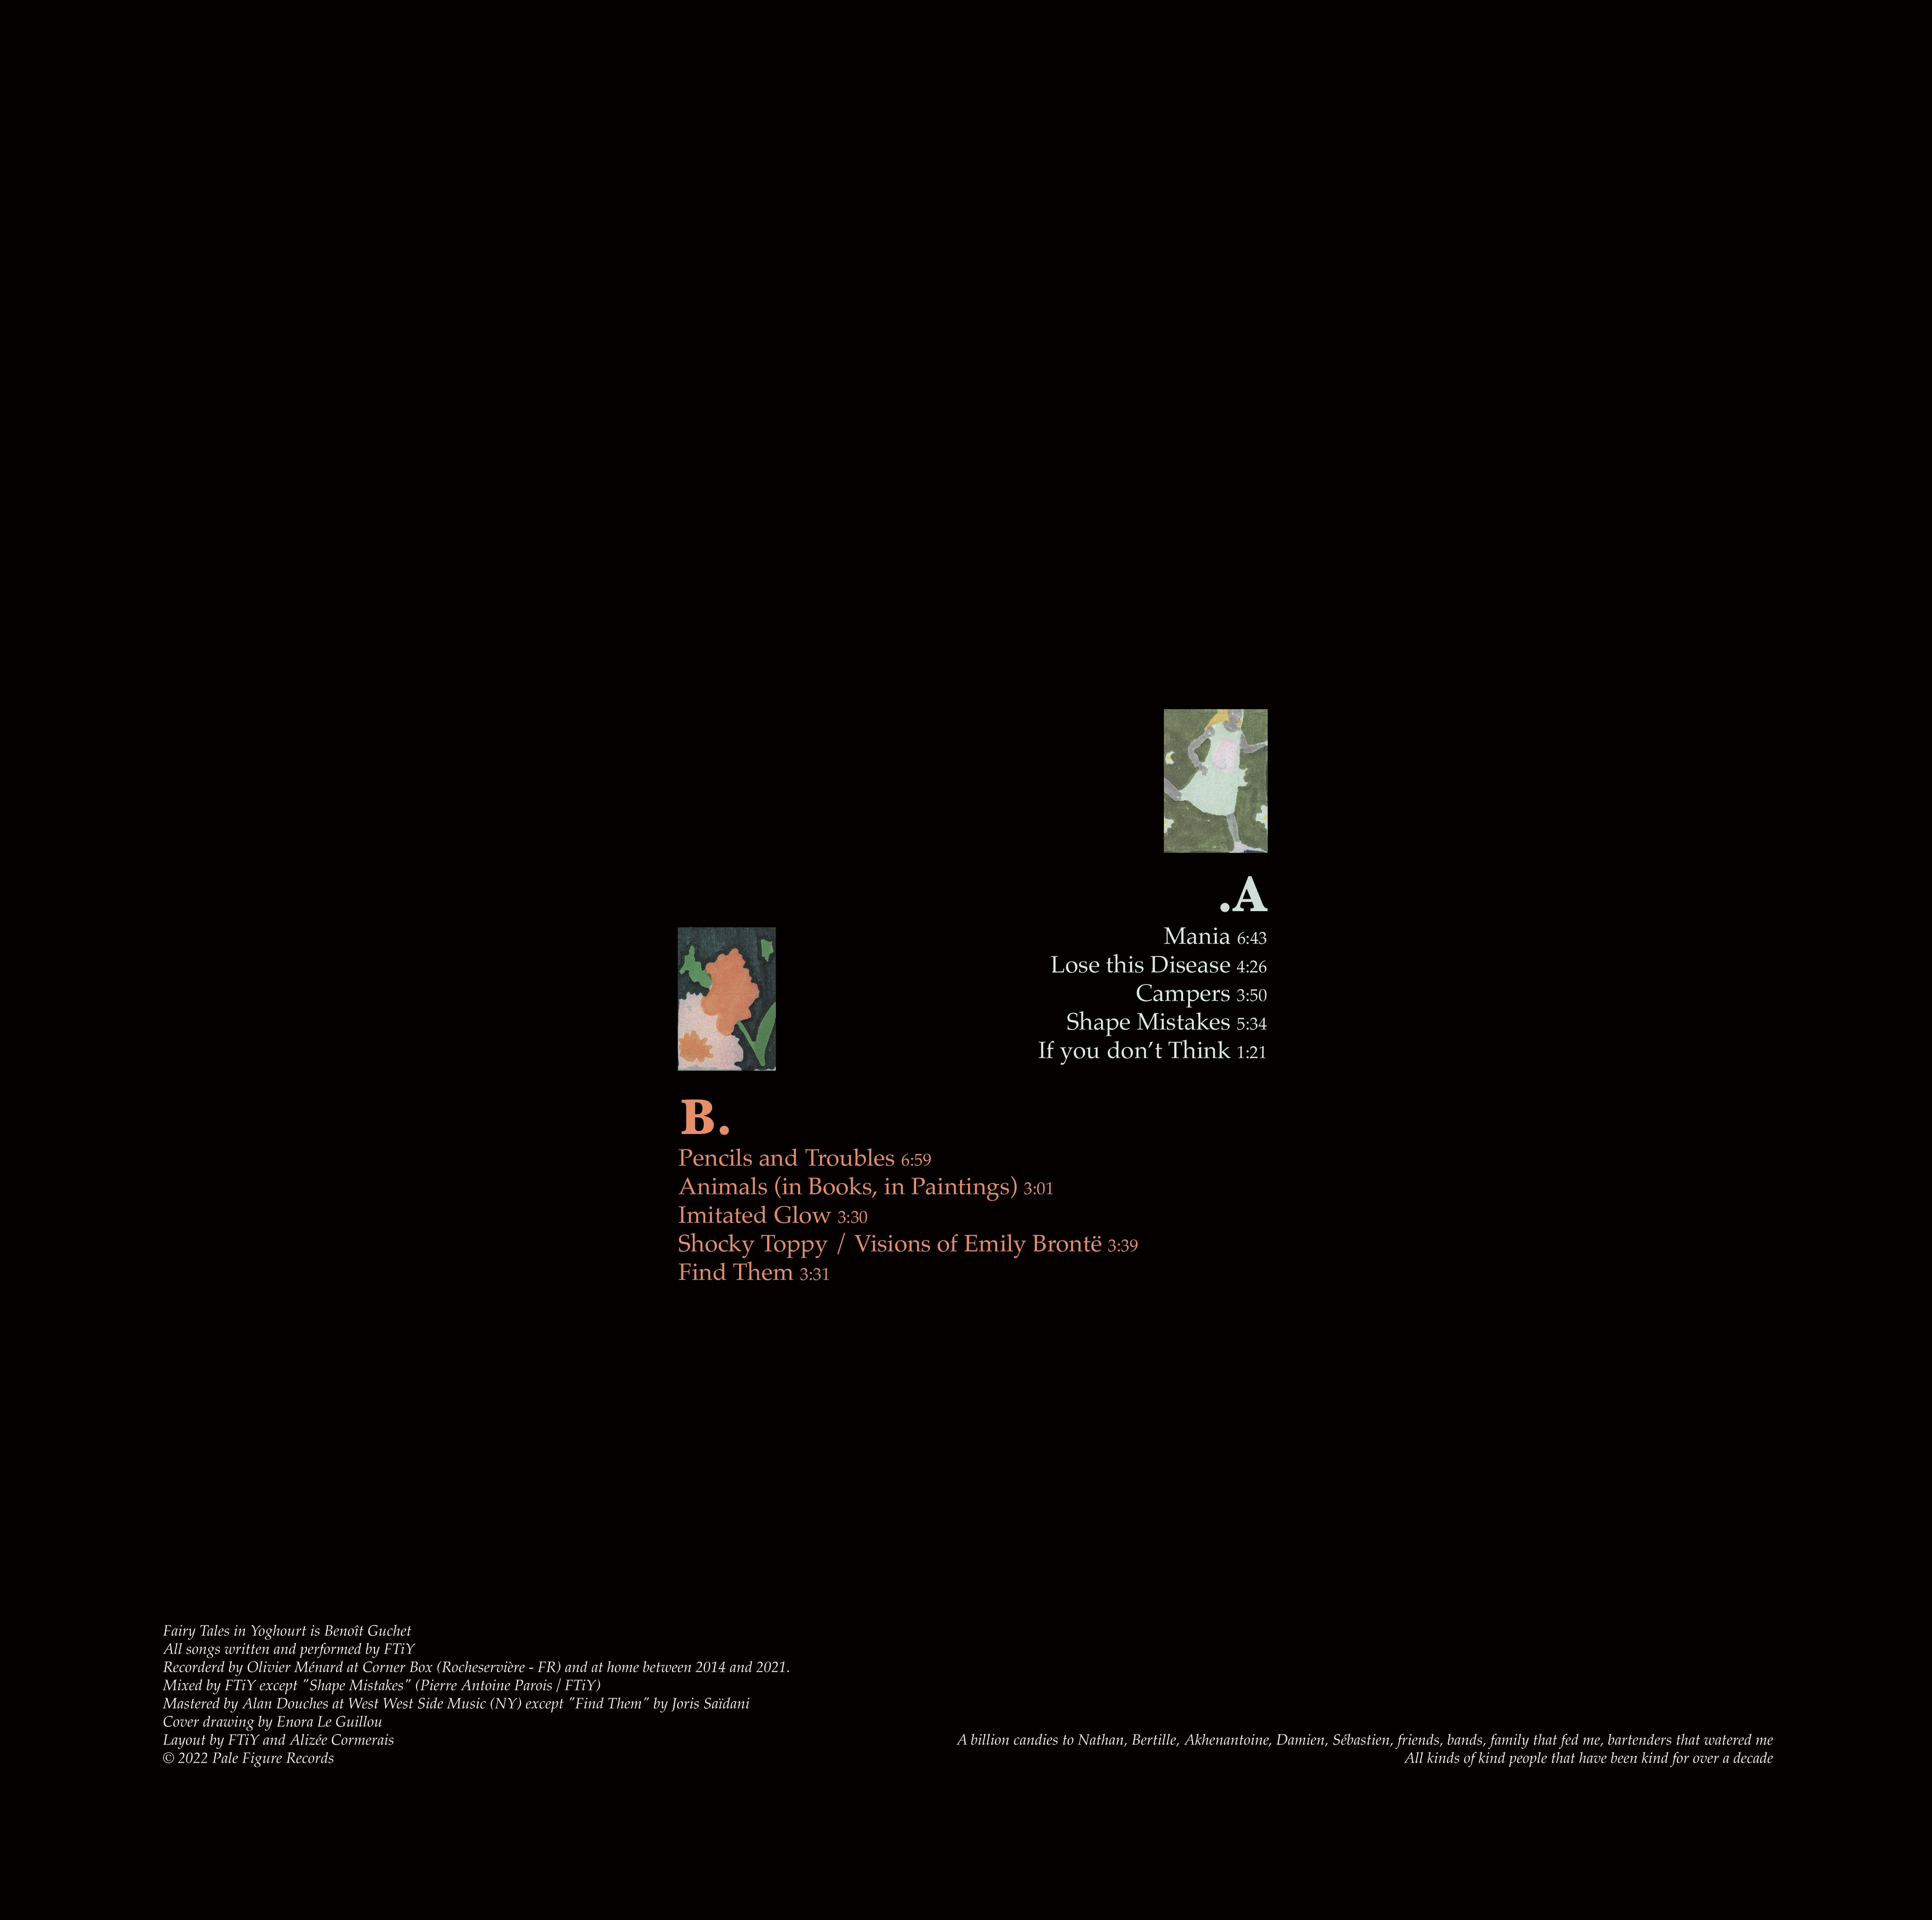 .A
Mania 6:43
Lose this Disease 4:26
Campers 3:50
Shape Mistakes 5:34
If you don't Think 1:21
B.
Pencils and Troubles 6:59
Animals (in Books, in Paintings) 3:01
Imitated Glow 3:30
Shocky Toppy / Visions of Emily Brontë 3:39
Find Them 3:31
Fairy Tales in Yoghourt is Benoît Guchet
All songs written and performed by FTiY
Recorderd by Olivier Ménard at Corner Box (Rocheservière - FR) and at home between 2014 and 2021.
Mixed by FTiY except "Shape Mistakes" (Pierre Antoine Parois / FTiY)
Mastered by Alan Douches at West West Side Music (NY) except "Find Them" by Joris Saïdani
Cover drawing by Enora Le Guillou
Layout by FTiY and Alizée Cormerais
© 2022 Pale Figure Records
A billion candies to Nathan, Bertille, Akhenantoine, Damien, Sébastien, friends, bands, family that fed me, bartenders that watered me
All kinds of kind people that have been kind for over a decade